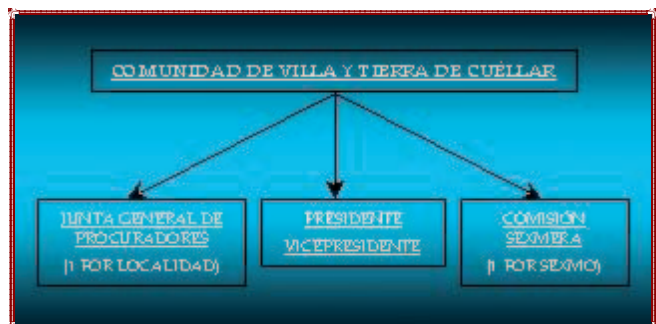 COMUNIDAD DE VILLA Y TIERRA DE CUÉLLAR
JUNTA GENERAL DE
PROCURADORES
(1 POR LOCALIDAD)
PRESIDENTE
VICEPRESIDENTE
COMISIÓN
SEXMERA
(1 POR SEXMO)